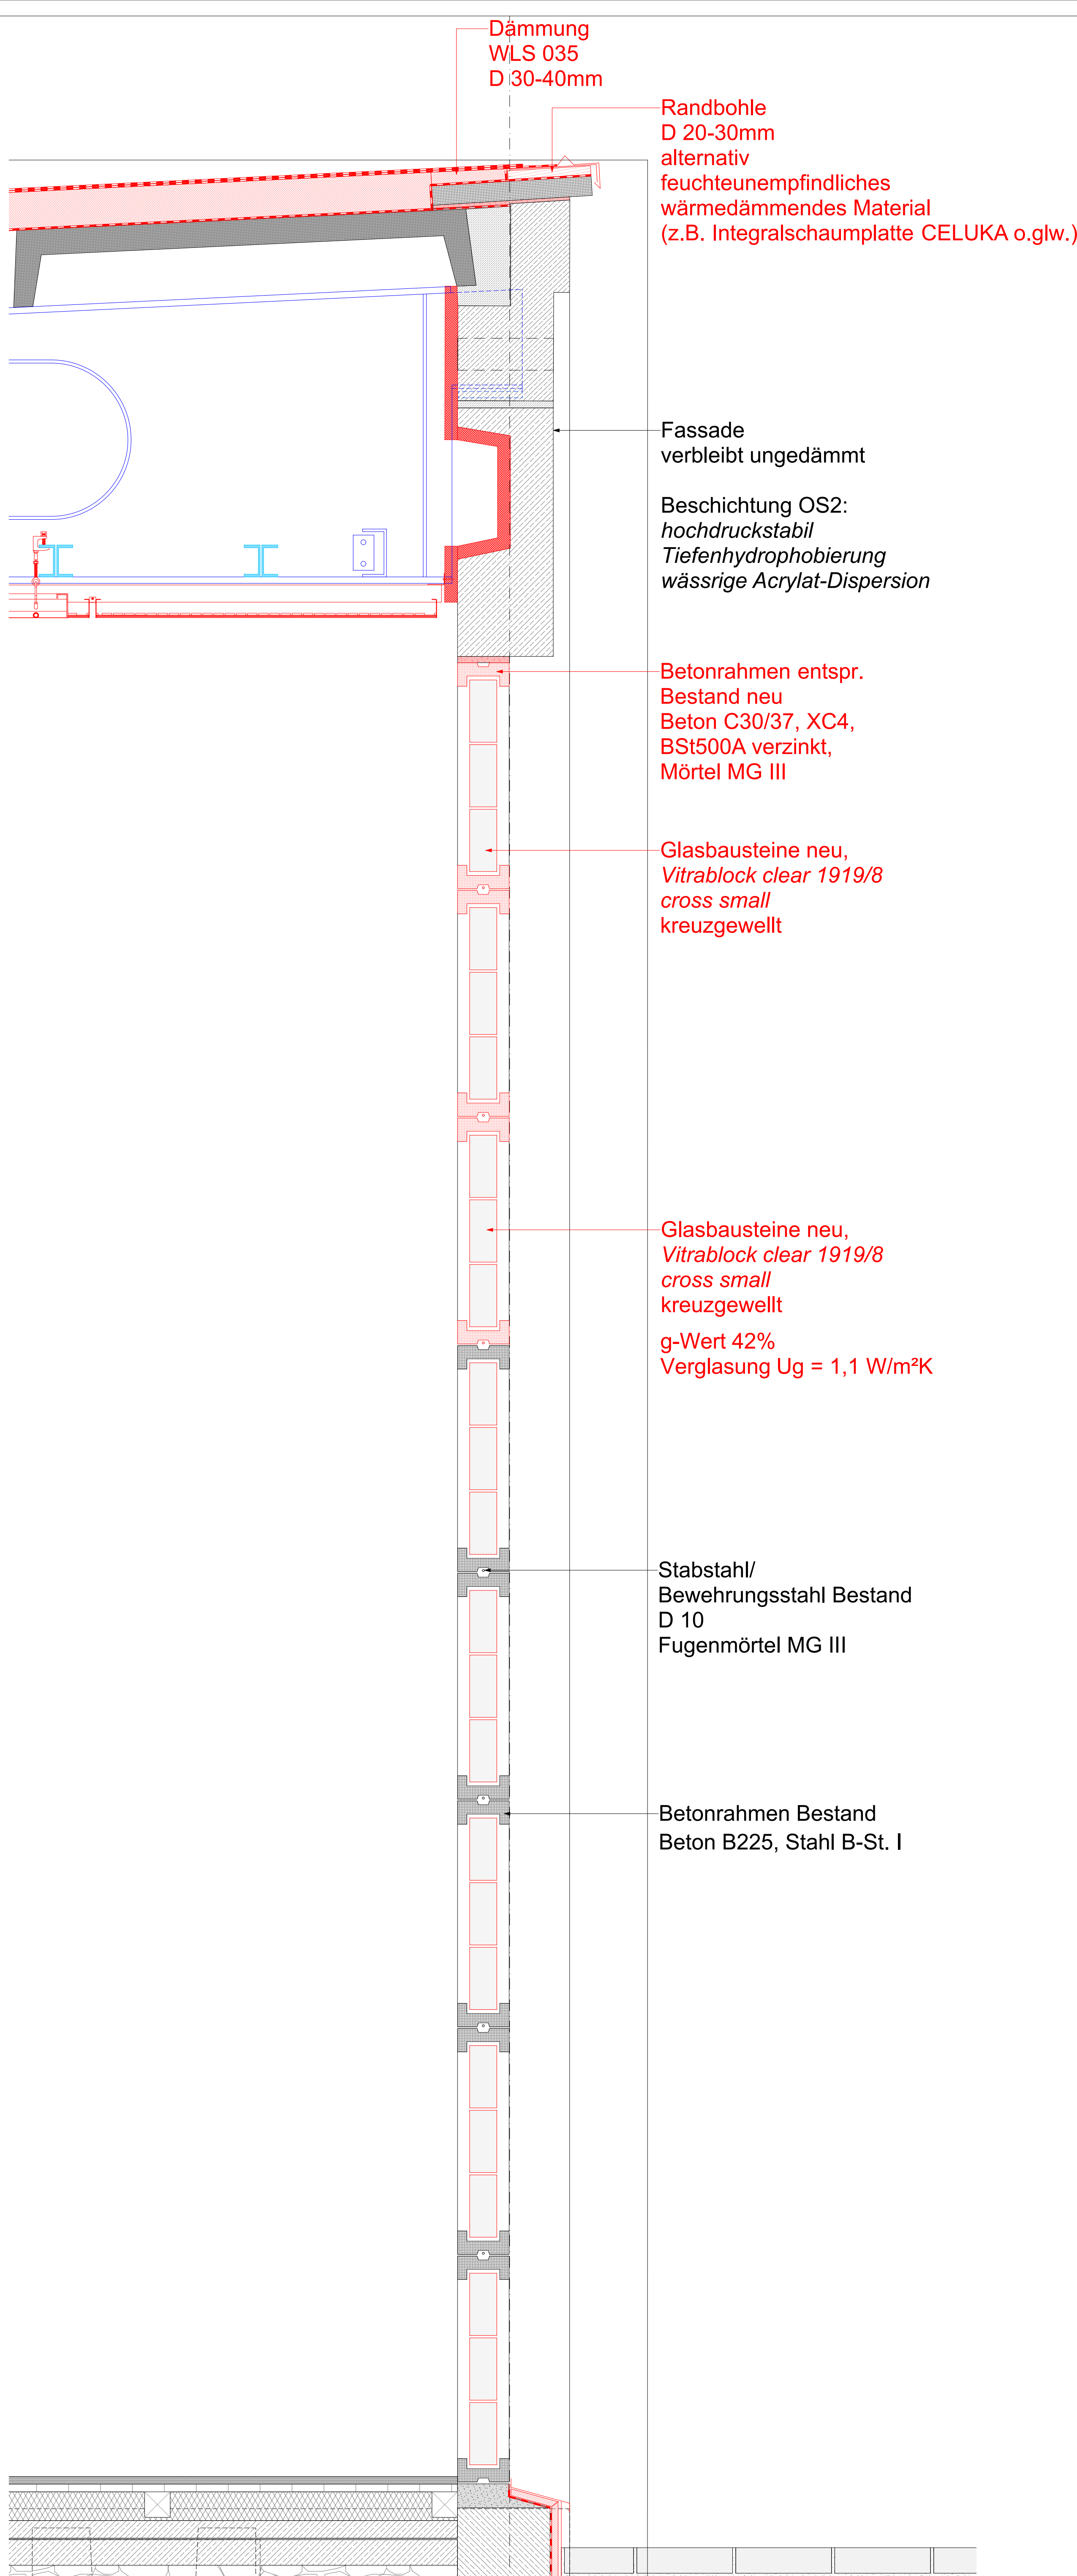 Dämmung
WLS 035
D 30-40mm
Randbohle
D 20-30mm
alternativ
feuchteunempfindliches
wärmedämmendes Material
(z.B. Integralschaumplatte CELUKA o.glw.)
Fassade
verbleibt ungedämmt
Beschichtung OS2:
hochdruckstabil
Tiefenhydrophobierung
wässrige Acrylat-Dispersion
Betonrahmen entspr.
Bestand neu
Beton C30/37, XC4,
BSt500A verzinkt,
Mörtel MG III
Glasbausteine neu,
Vitrablock clear 1919/8
cross small
kreuzgewellt
Glasbausteine neu,
Vitrablock clear 1919/8
cross small
kreuzgewellt
g-Wert 42%
Verglasung Ug = 1,1 W/m²K
Stabstahl/
Bewehrungsstahl Bestand
D 10
Fugenmörtel MG III
Betonrahmen Bestand
Beton B225, Stahl B-St. I